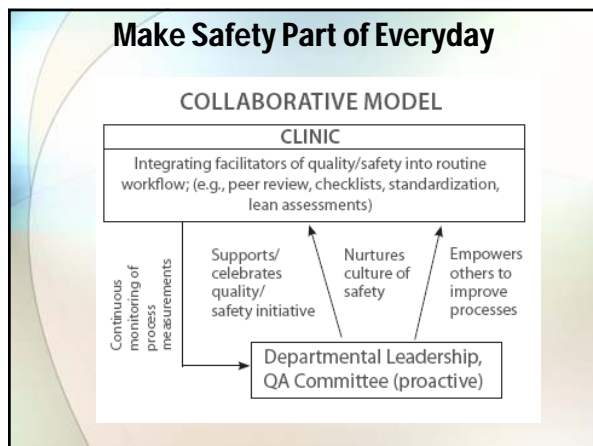 Make Safety Part of Everyday
COLLABORATIVE MODEL
CLINIC
Integrating facilitators of quality/safety into routine
workflow; (e.g., peer review, checklists, standardization,
lean assessments)
Continuous
monitoring of
process
measurements
Supports/
celebrates
quality/
safety initiative
Nurtures
culture of
safety
Empowers
others to
improve
processes
Departmental Leadership,
QA Committee (proactive)